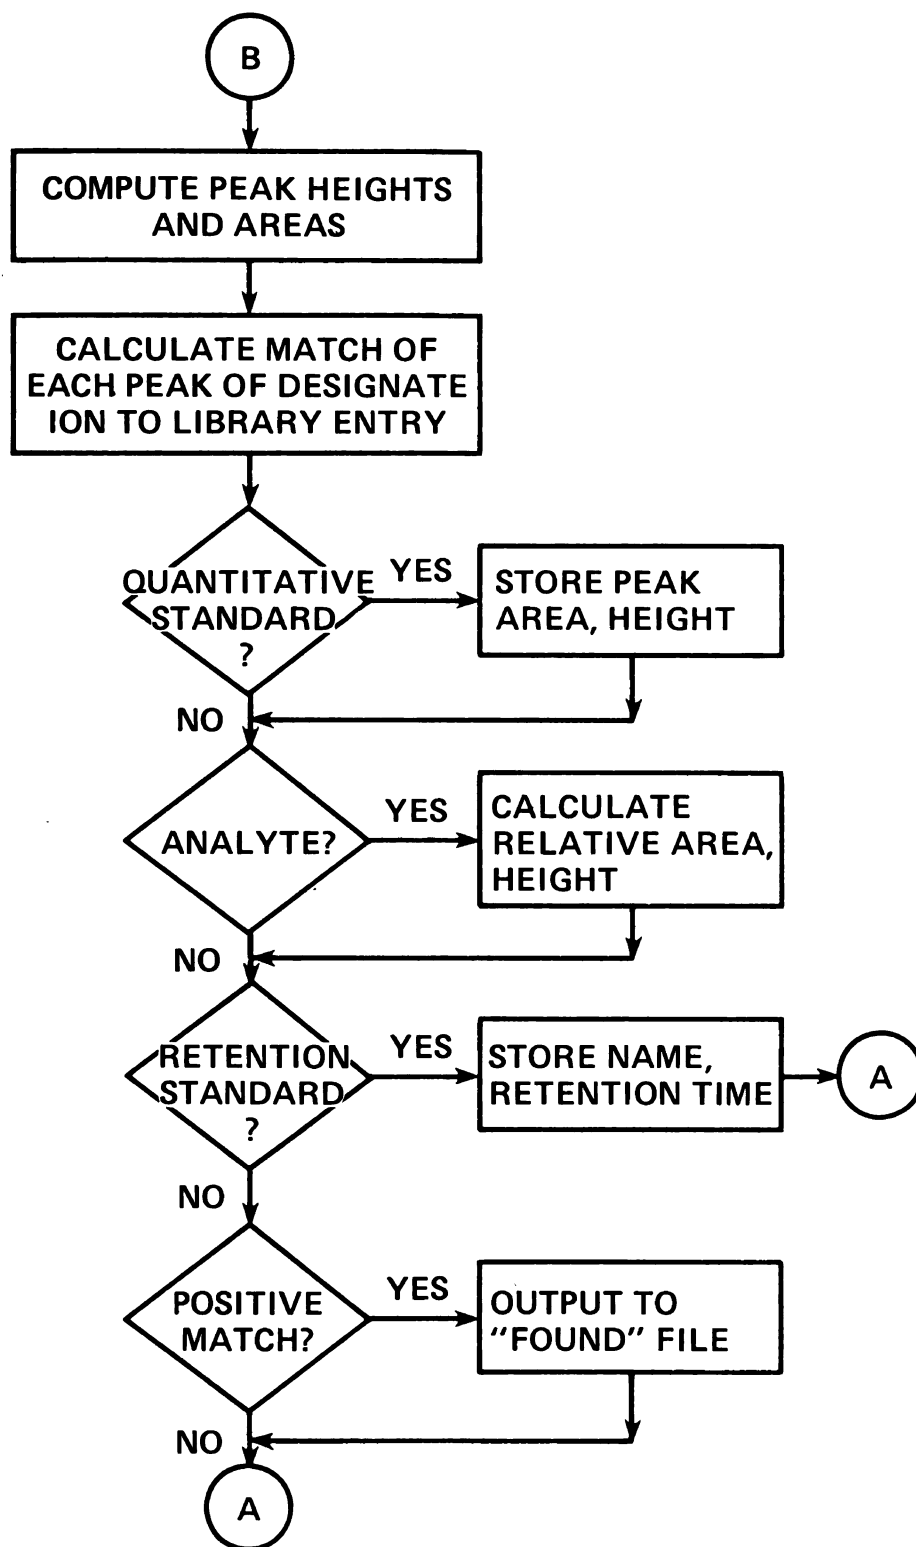 B
COMPUTE PEAK HEIGHTS
AND AREAS
CALCULATE MATCH OF
EACH PEAK OF DESIGNATE
ION TO LIBRARY ENTRY
QUANTITATIVE
STANDARD
?
YES
STORE PEAK
AREA, HEIGHT
NO
ANALYTE?
YES
CALCULATE
RELATIVE AREA,
HEIGHT
NO
RETENTION
STANDARD
?
YES
STORE NAME,
RETENTION TIME
A
NO
POSITIVE
MATCH?
YES
OUTPUT TO
"FOUND" FILE
NO
A